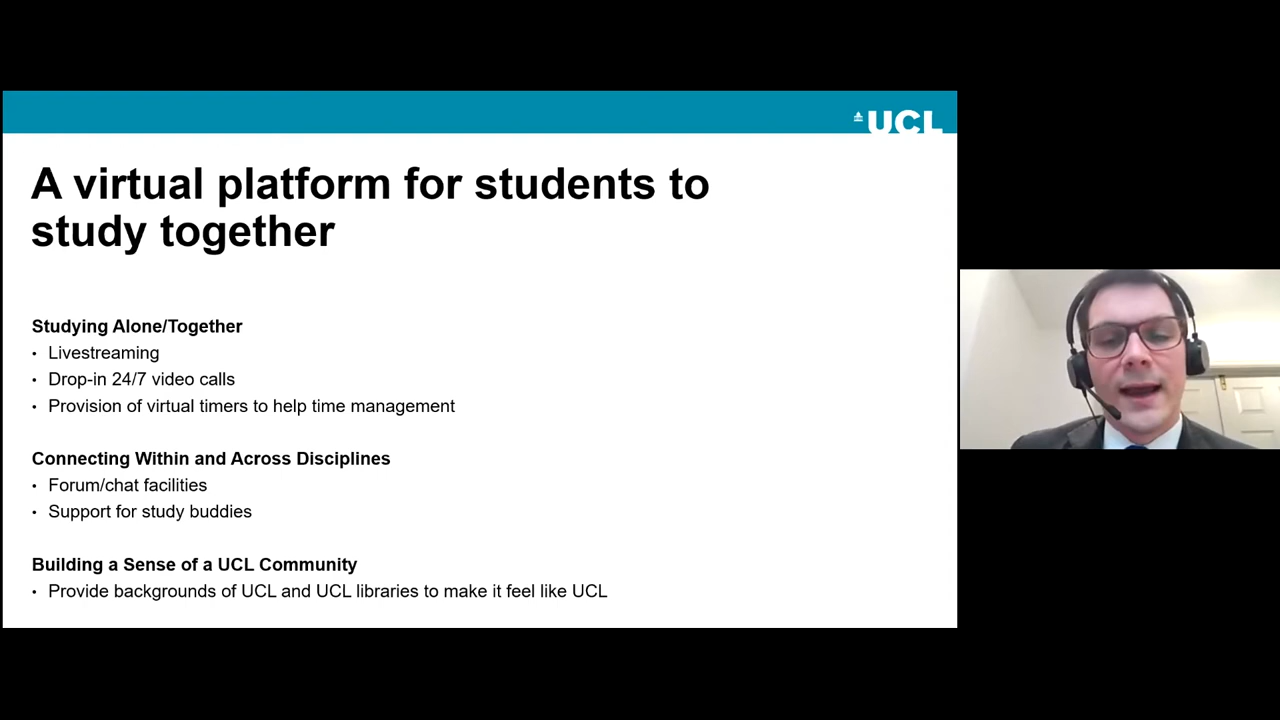 UCL
A virtual platform for students to
study together
Studying Alone/Together
• Livestreaming
• Drop-in 24/7 video calls
• Provision of virtual timers to help time management
Connecting Within and Across Disciplines
• Forum/chat facilities
• Support for study buddies
Building a Sense of a UCL Community
• Provide backgrounds of UCL and UCL libraries to make it feel like UCL